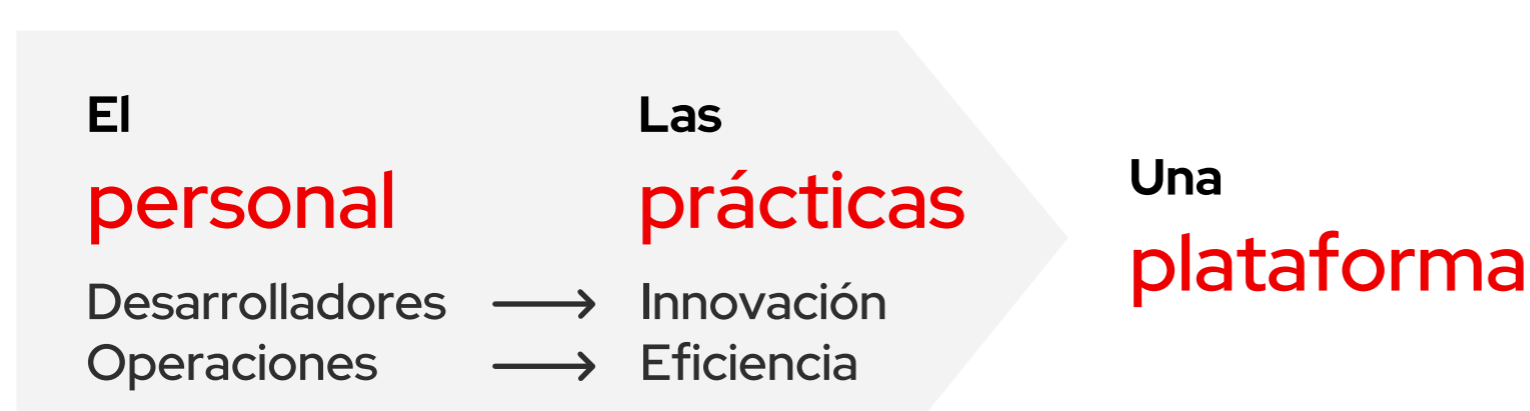 El
personal
Desarrolladores
Operaciones
Las
prácticas
Innovación
Eficiencia
Una
plataforma